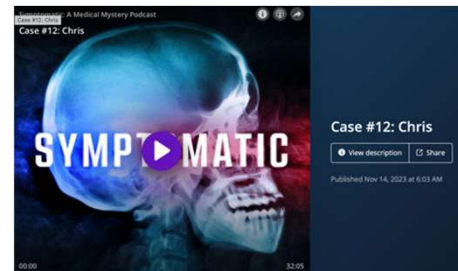 Symptomatic: A Medical Mystery Podcast
Case #12: Chris
Case #12: Chris
SYMPTOMATIC
Case #12: Chris
View description
Share
Published Nov 14, 2023 at 6:03 AM
00:00
32:05